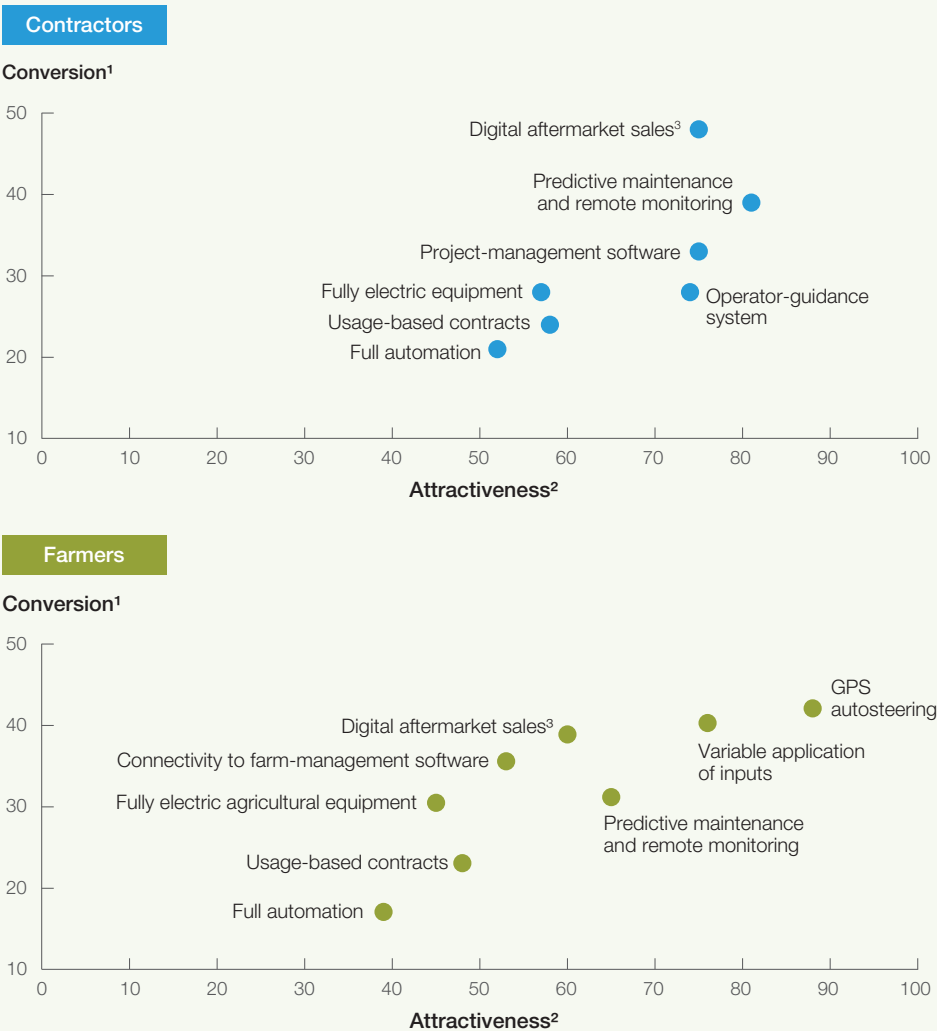 Contractors
Conversion¹
50
Digital aftermarket sales³
Predictive maintenance
and remote monitoring
40
Project-management software
30
Fully electric equipment
Operator-guidance
system
Usage-based contracts
Full automation
20
10
0 10 20 30 40 50 60 70 80 90 100
Attractiveness²
Farmers
Conversion¹
50
GPS
autosteering
40
Digital aftermarket sales³
Variable application
of inputs
Connectivity to farm-management software
Fully electric agricultural equipment
30
Predictive maintenance
and remote monitoring
Usage-based contracts
20
Full automation
10
0 10 20 30 40 50 60 70 80 90 100
Attractiveness²